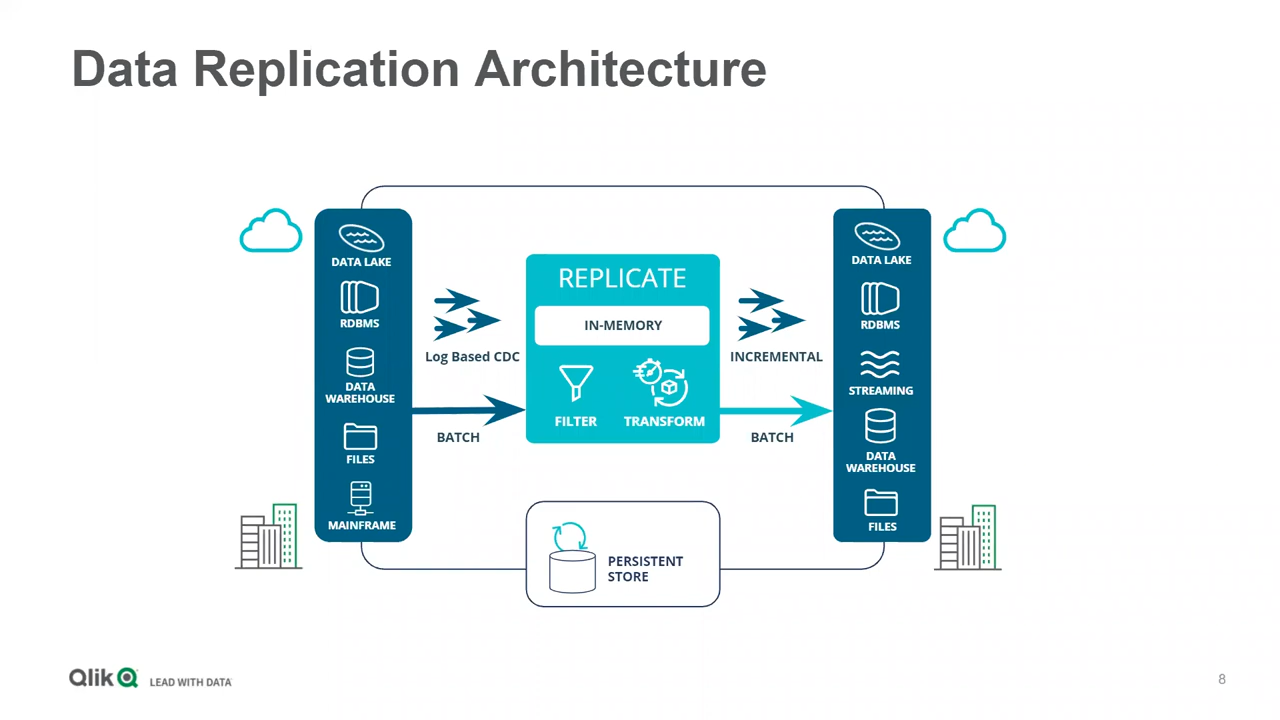 Data Replication Architecture
DATA LAKE
RDBMS
DATA
WAREHOUSE
FILES
MAINFRAME
Log Based CDC
BATCH
REPLICATE
IN-MEMORY
FILTER
TRANSFORM
INCREMENTAL
BATCH
DATA LAKE
RDBMS
STREAMING
DATA
WAREHOUSE
FILES
PERSISTENT
STORE
Qlik
LEAD WITH DATA
8